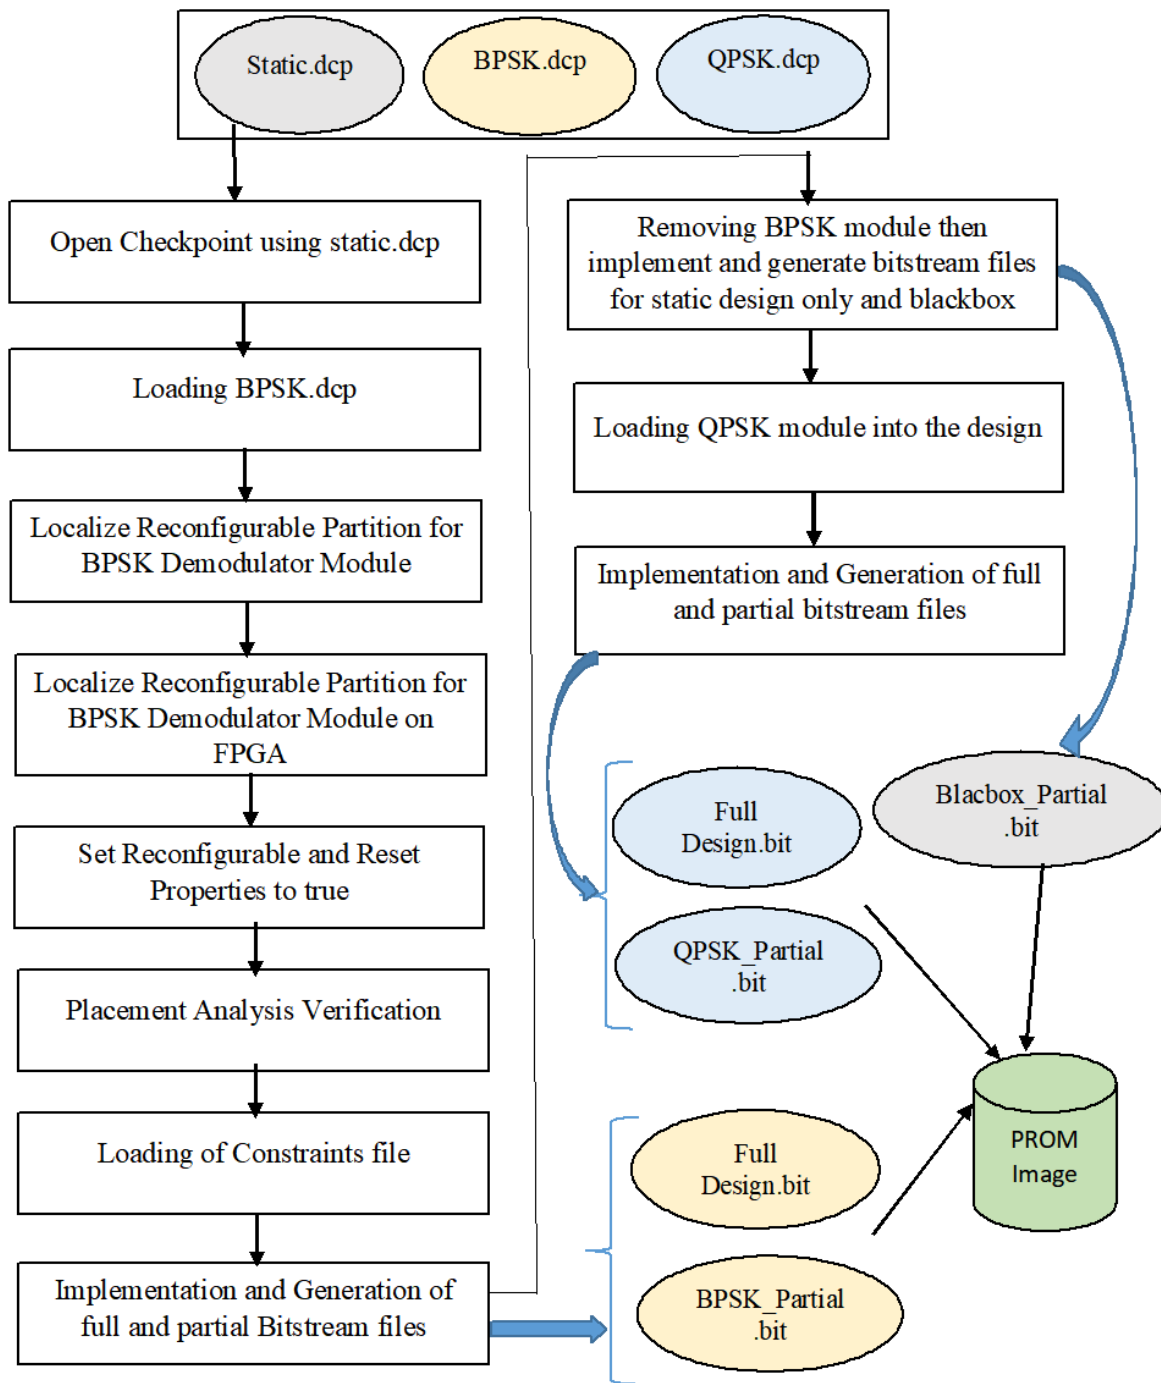 Static.dcp
BPSK.dcp
QPSK.dcp
Open Checkpoint using static.dcp
Loading BPSK.dcp
Localize Reconfigurable Partition for
BPSK Demodulator Module
Localize Reconfigurable Partition for
BPSK Demodulator Module on
FPGA
Set Reconfigurable and Reset
Properties to true
Placement Analysis Verification
Loading of Constraints file
Implementation and Generation of
full and partial Bitstream files
Removing BPSK module then
implement and generate bitstream files
for static design only and blackbox
Loading QPSK module into the design
Implementation and Generation of full
and partial bitstream files
Full
Design.bit
QPSK_Partial
.bit
Blacbox_Partial
.bit
Full
Design.bit
BPSK_Partial
.bit
PROM
Image